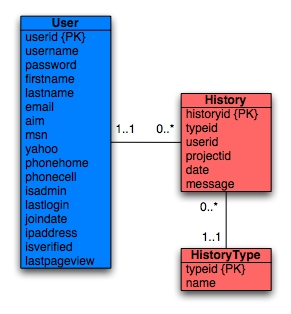 User
userid {PK}
username
password
firstname
lastname
email
aim
msn
yahoo
phonehome
phonecell
isadmin
lastlogin
joindate
ipaddress
isverified
lastpageview
1..1
0..*
History
historyid {PK}
typeid
userid
projectid
date
message
0..*
1..1
HistoryType
typeid {PK}
name